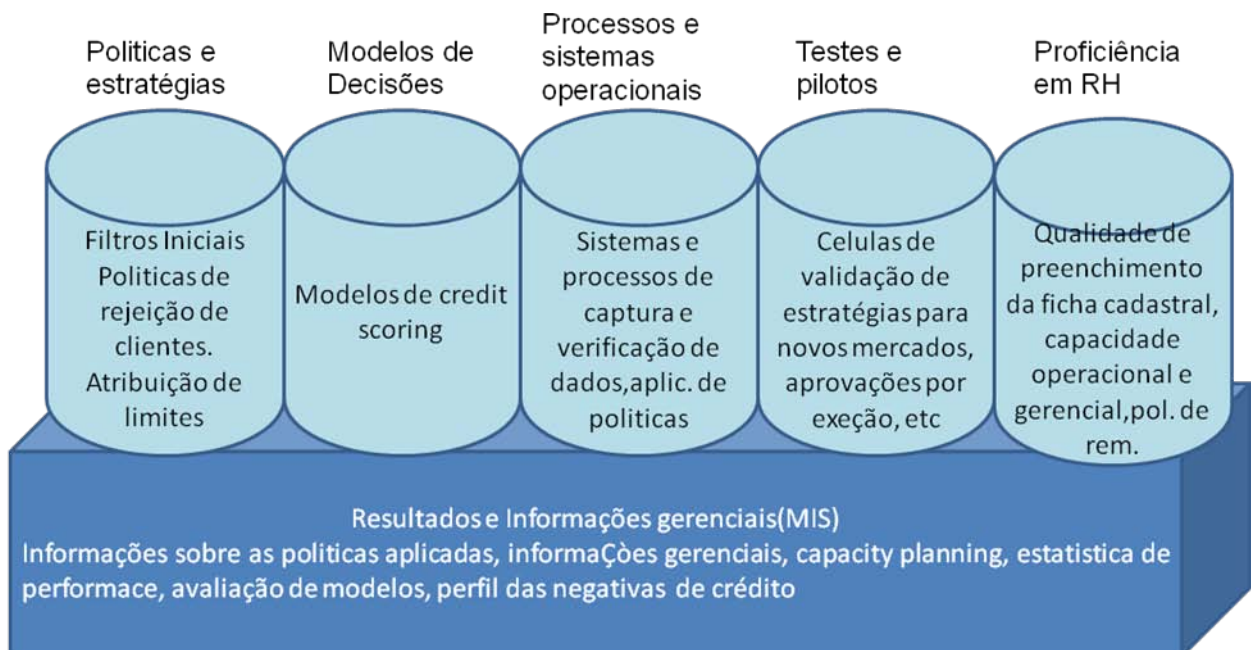 Politicas e
estratégias
Modelos de
Decisões
Processos e
sistemas
operacionais
Testes e
pilotos
Proficiência
em RH
Filtros Iniciais
Politicas de
rejeição de
clientes.
Atribuição de
limites
Modelos de credit
scoring
Sistemas e
processos de
captura e
verificação de
dados,aplic. de
politicas
Celulas de
validação de
estratégias para
novos mercados,
aprovações por
exeção, etc
Qualidade de
preenchimento
da ficha cadastral,
capacidade
operacional e
gerencial,pol. de
rem.
Resultados e Informações gerenciais(MIS)
Informações sobre as politicas aplicadas, informaÇòes gerenciais, capacity planning, estatistica de
performace, avaliação de modelos, perfil das negativas de crédito